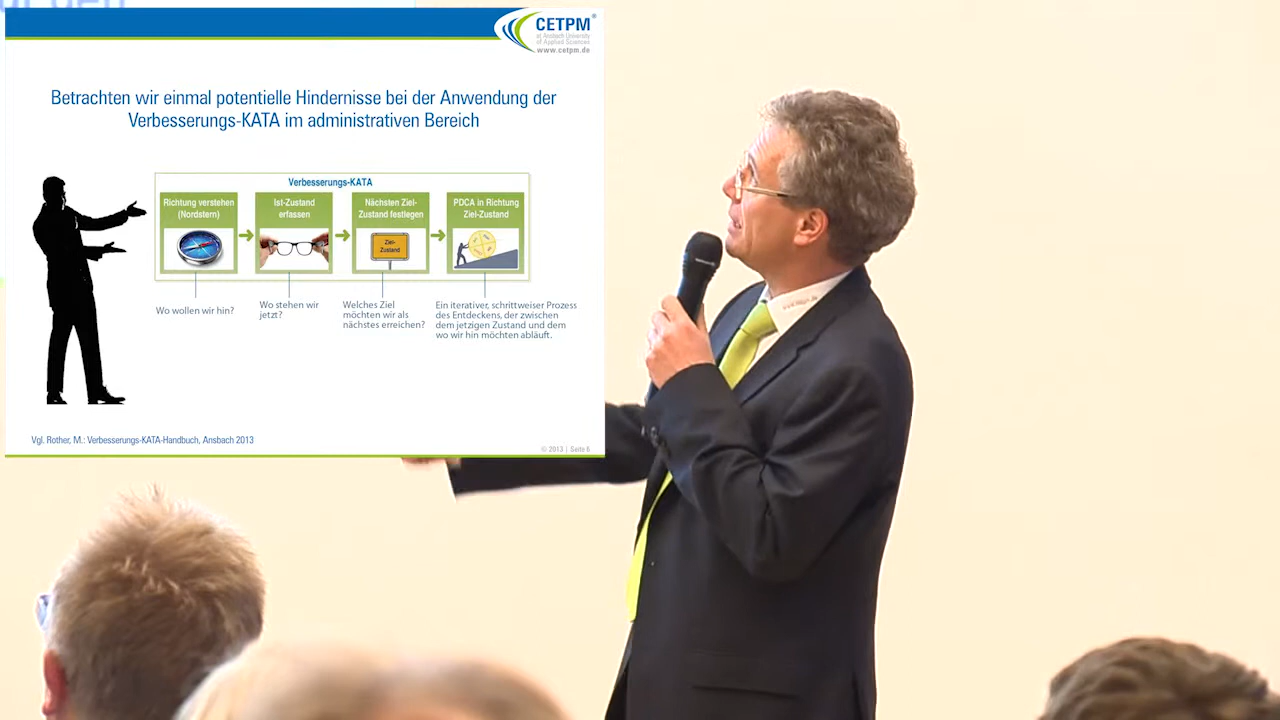 CETPM®
at Ansbach University
of Applied Sciences
www.cetpm.de
Betrachten wir einmal potentielle Hindernisse bei der Anwendung der
Verbesserungs-KATA im administrativen Bereich
Verbesserungs-KATA
Richtung verstehen
(Nordstern)
Ist-Zustand
erfassen
Nächsten Ziel-
Zustand festlegen
PDCA in Richtung
Ziel-Zustand
Ziel-
Zustand
Wo wollen wir hin?
Wo stehen wir
jetzt?
Welches Ziel
möchten wir als
nächstes erreichen?
Ein iterativer, schrittweiser Prozess
des Entdeckens, der zwischen
dem jetzigen Zustand und dem
wo wir hin möchten abläuft.
Vgl. Rother, M.: Verbesserungs-KATA-Handbuch, Ansbach 2013
© 2013 | Seite 6